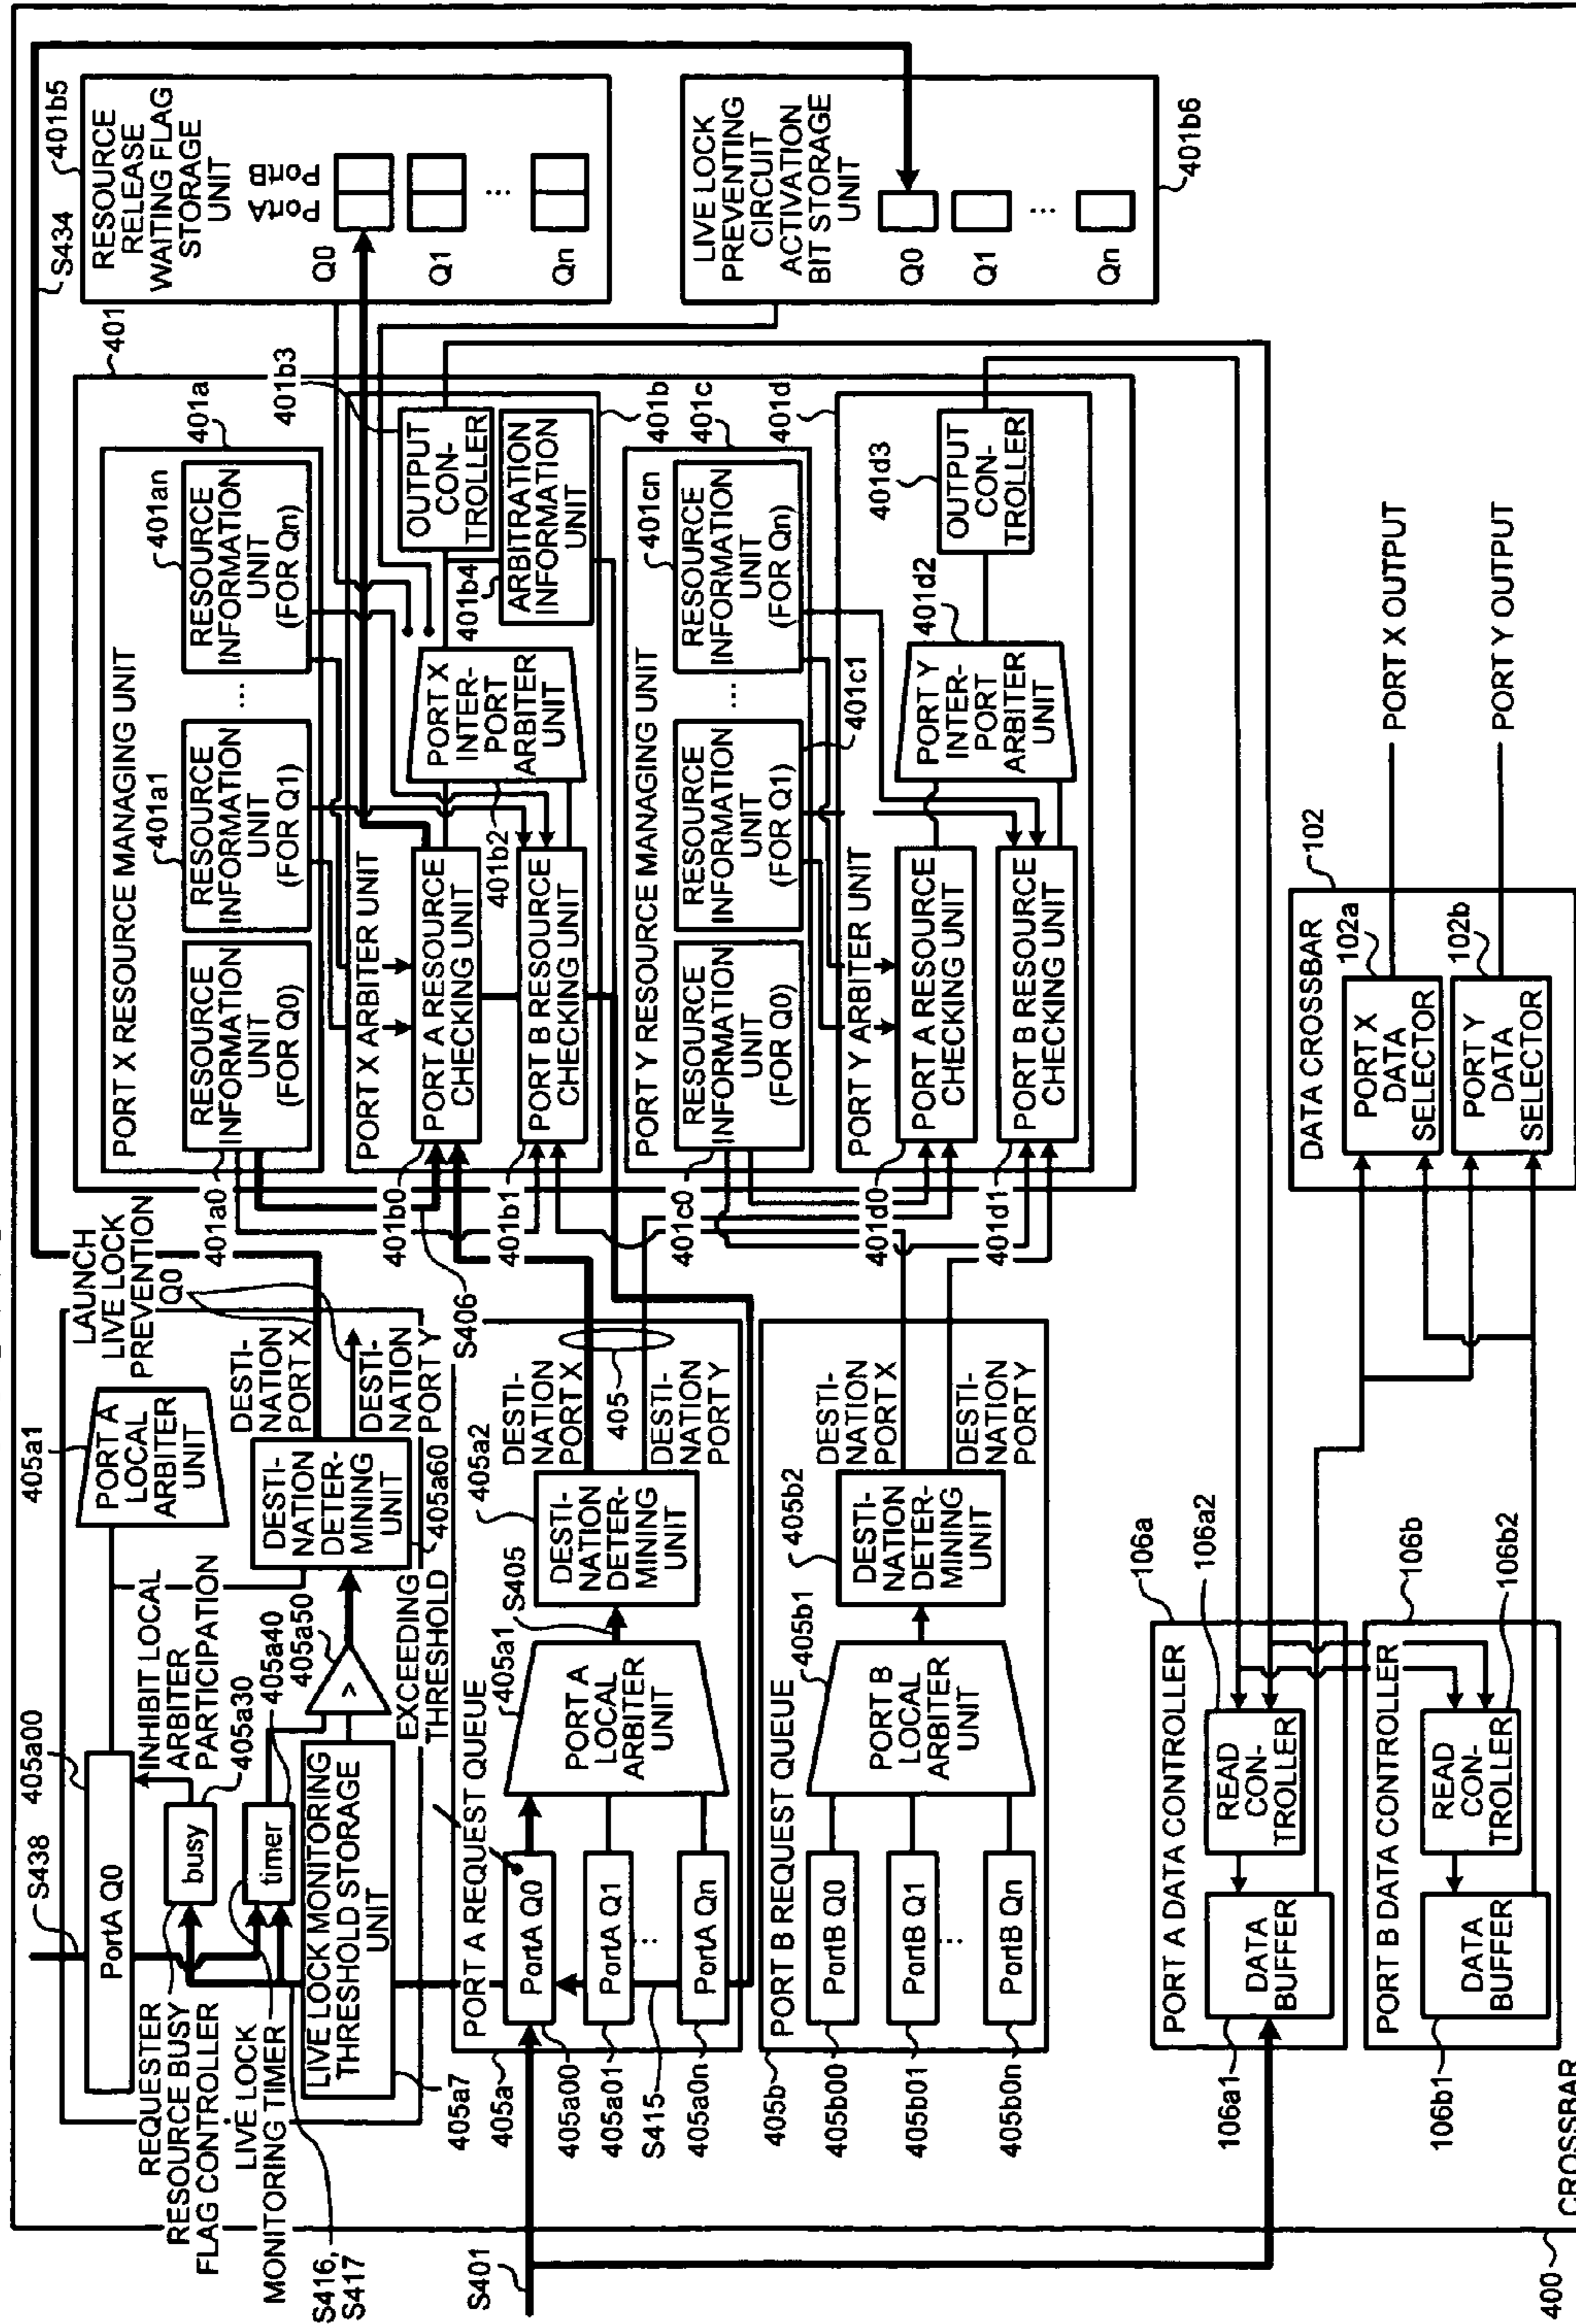 S438
405a00
PortA Q0
INHIBIT LOCAL
ARBITER
PARTICIPATION
405a1
PORT A
LOCAL
ARBITER
UNIT
LAUNCH
LIVE LOCK
PREVENTION
Q0
REQUESTER
RESOURCE BUSY
FLAG CONTROLLER
busy
405a30
LIVE LOCK
MONITORING TIMER
timer
405a40
405a50
>
DESTI-
NATION
DETER-
MINING
UNIT
405a60
DESTI-
NATION
PORT X
DESTI-
NATION
PORT Y
S416,
S417
LIVE LOCK MONITORING
THRESHOLD STORAGE
UNIT
405a7
EXCEEDING
THRESHOLD
S401
405a
PORT A REQUEST QUEUE
405a00
PortA Q0
405a01
PortA Q1
...
S415
405a0n
PortA Qn
405a1
PORT A
LOCAL
ARBITER
UNIT
S405
405a2
DESTI-
NATION
DETER-
MINING
UNIT
DESTI-
NATION
PORT X
405
DESTI-
NATION
PORT Y
405b
PORT B REQUEST QUEUE
405b00
PortB Q0
405b01
PortB Q1
...
405b0n
PortB Qn
405b1
PORT B
LOCAL
ARBITER
UNIT
405b2
DESTI-
NATION
DETER-
MINING
UNIT
DESTI-
NATION
PORT X
DESTI-
NATION
PORT Y
401
PORT X RESOURCE MANAGING UNIT
401a
401a0
RESOURCE
INFORMATION
UNIT
(FOR Q0)
401a1
RESOURCE
INFORMATION
UNIT
(FOR Q1)
...
401an
RESOURCE
INFORMATION
UNIT
(FOR Qn)
S406
PORT X ARBITER UNIT
401b
401b0
PORT A RESOURCE
CHECKING UNIT
401b1
PORT B RESOURCE
CHECKING UNIT
401b2
PORT X
INTER-
PORT
ARBITER
UNIT
401b3
OUTPUT
CON-
TROLLER
401b4
ARBITRATION
INFORMATION
UNIT
PORT Y RESOURCE MANAGING UNIT
401c
401c0
RESOURCE
INFORMATION
UNIT
(FOR Q0)
401c1
RESOURCE
INFORMATION
UNIT
(FOR Q1)
...
401cn
RESOURCE
INFORMATION
UNIT
(FOR Qn)
PORT Y ARBITER UNIT
401d
401d0
PORT A RESOURCE
CHECKING UNIT
401d1
PORT B RESOURCE
CHECKING UNIT
401d2
PORT Y
INTER-
PORT
ARBITER
UNIT
401d3
OUTPUT
CON-
TROLLER
S434
401b5
RESOURCE
RELEASE
WAITING FLAG
STORAGE
UNIT
PortA
PortB
Q0
Q1
...
Qn
LIVE LOCK
PREVENTING
CIRCUIT
ACTIVATION
BIT STORAGE
UNIT
401b6
Q0
Q1
...
Qn
PORT A DATA CONTROLLER
106a
106a1
DATA
BUFFER
106a2
READ
CON-
TROLLER
PORT B DATA CONTROLLER
106b
106b1
DATA
BUFFER
106b2
READ
CON-
TROLLER
DATA CROSSBAR
102
102a
PORT X
DATA
SELECTOR
102b
PORT Y
DATA
SELECTOR
PORT X OUTPUT
PORT Y OUTPUT
400
CROSSBAR